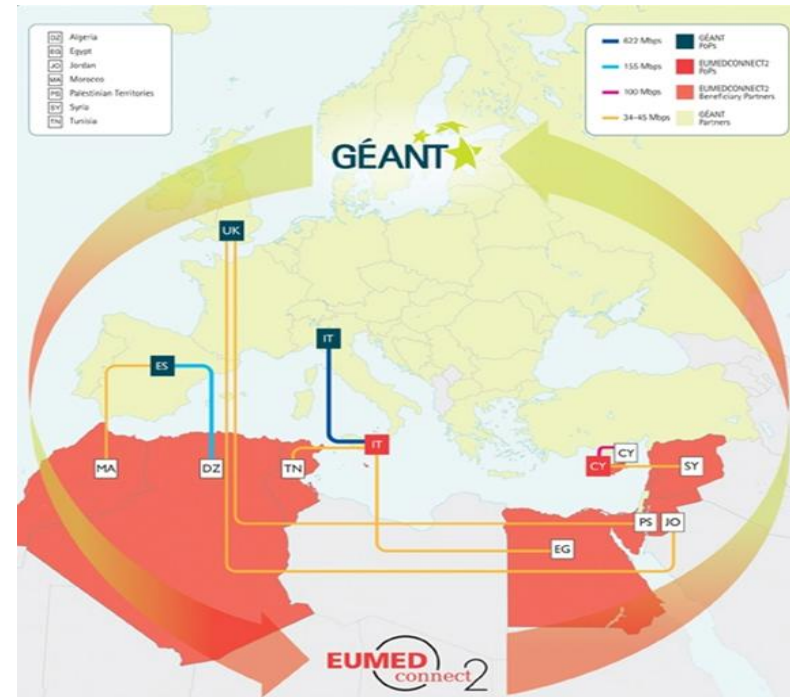 DZ Algeria
EG Egypt
JO Jordan
MA Morocco
PS Palestinian Territories
SY Syria
TN Tunisia
622 Mbps
GÉANT
PoPs
155 Mbps
EUMEDCONNECT2
PoPs
100 Mbps
EUMEDCONNECT2
Beneficiary Partners
34-45 Mbps
GÉANT
Partners
GÉANT
UK
IT
ES
IT
CY
MA
DZ
TN
CY
SY
PS
JO
EG
EUMED
connect2